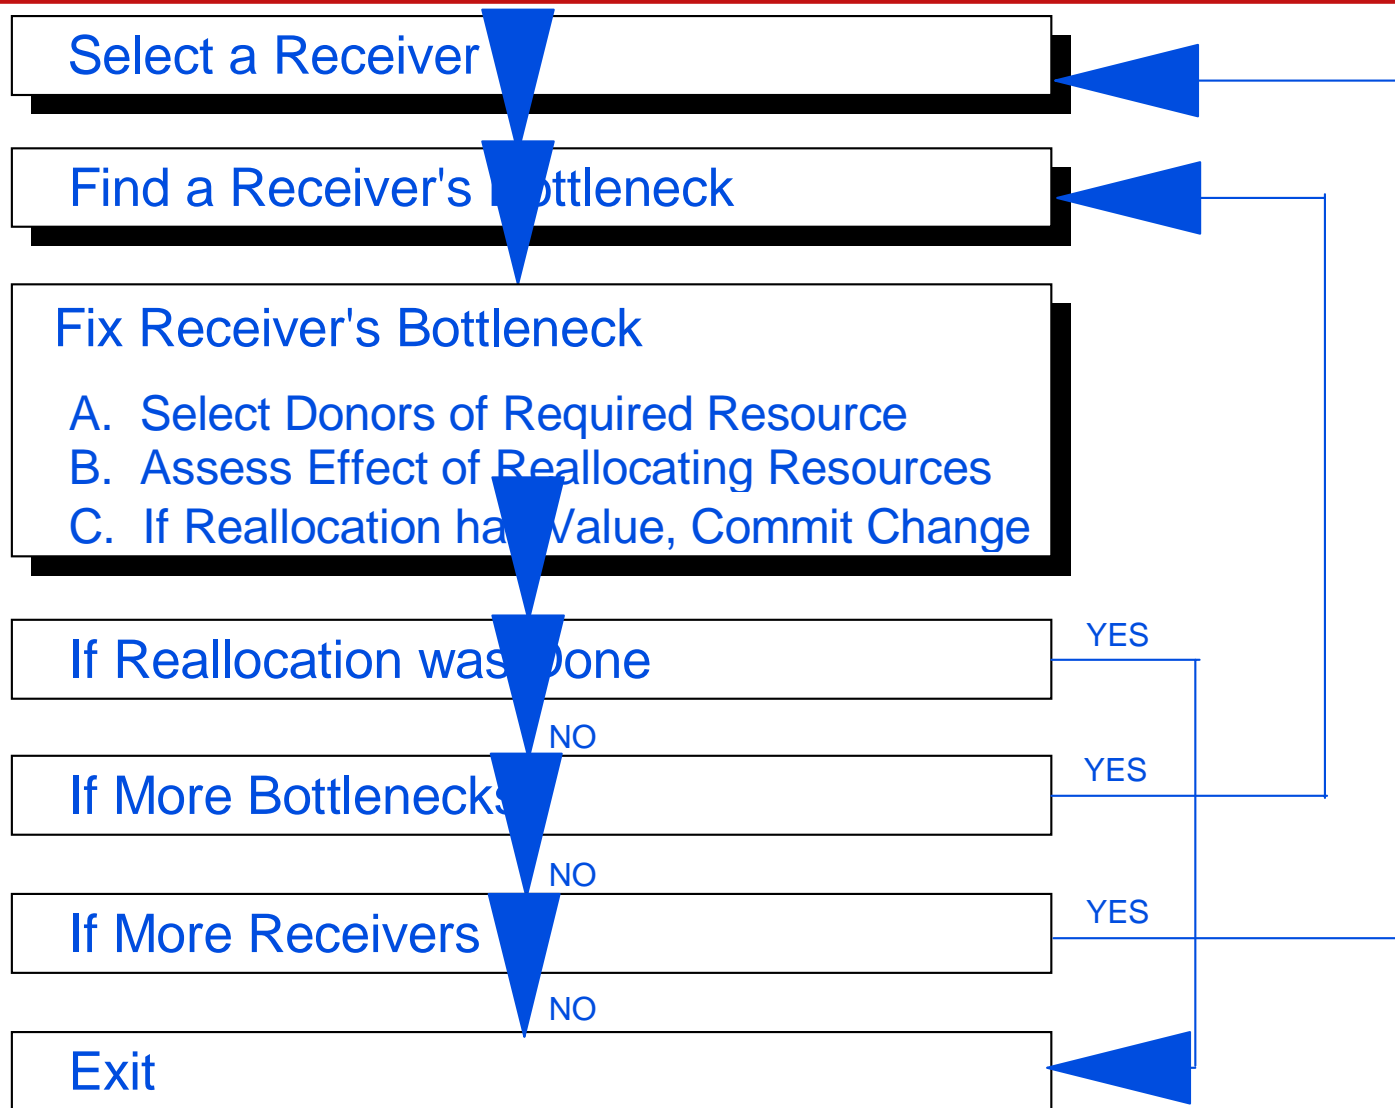 Select a Receiver
Find a Receiver's Bottleneck
Fix Receiver's Bottleneck
A. Select Donors of Required Resource
B. Assess Effect of Reallocating Resources
C. If Reallocation has Value, Commit Change
If Reallocation was Done
YES
NO
If More Bottlenecks
YES
NO
If More Receivers
YES
NO
Exit